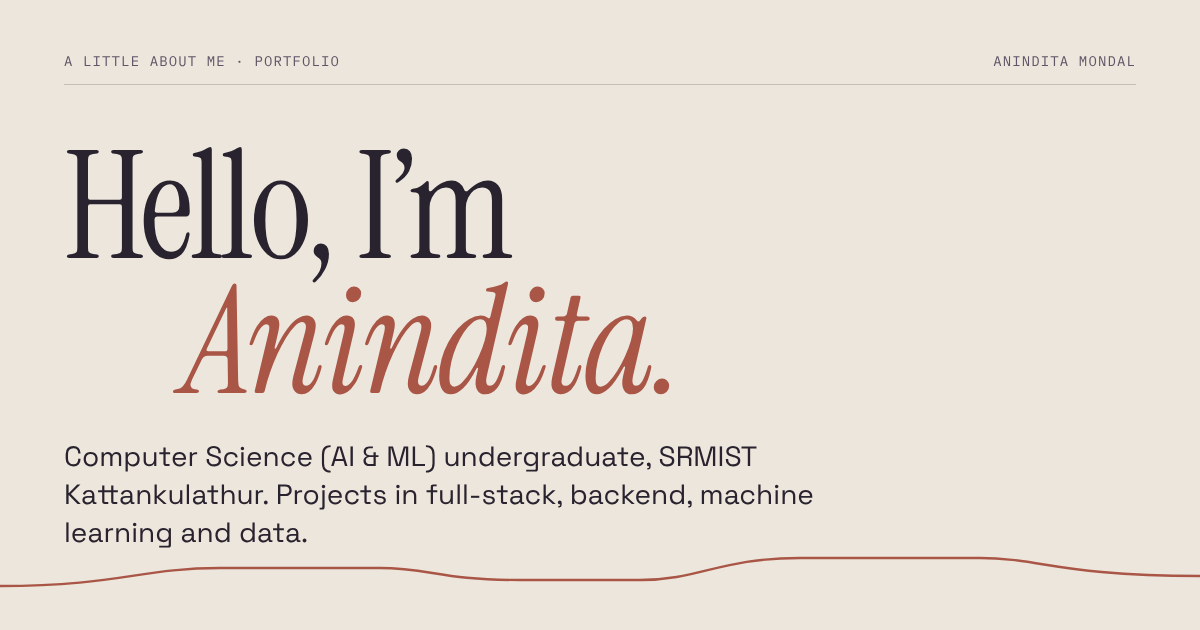 A LITTLE ABOUT ME · PORTFOLIO
ANINDITA MONDAL
Hello, I’m
Anindita.
Computer Science (AI & ML) undergraduate, SRMIST
Kattankulathur. Projects in full-stack, backend, machine
learning and data.